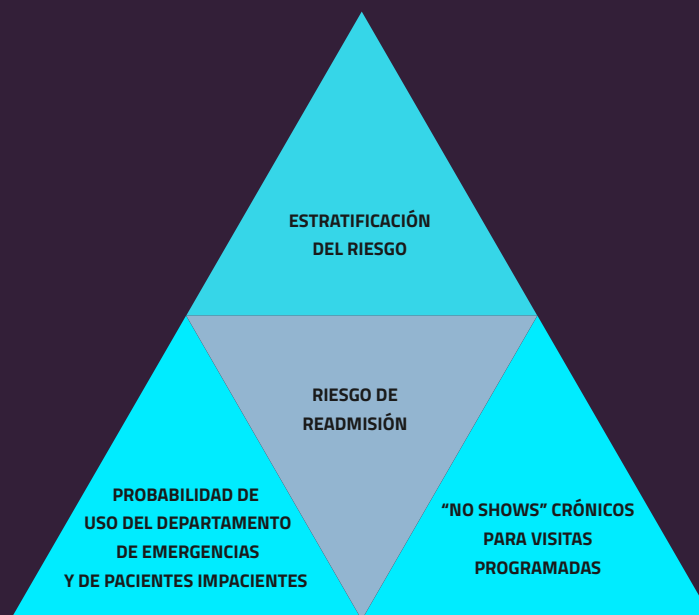 ESTRATIFICACIÓN
DEL RIESGO
RIESGO DE
READMISIÓN
PROBABILIDAD DE
USO DEL DEPARTAMENTO
DE EMERGENCIAS
Y DE PACIENTES IMPACIENTES
“NO SHOWS” CRÓNICOS
PARA VISITAS
PROGRAMADAS